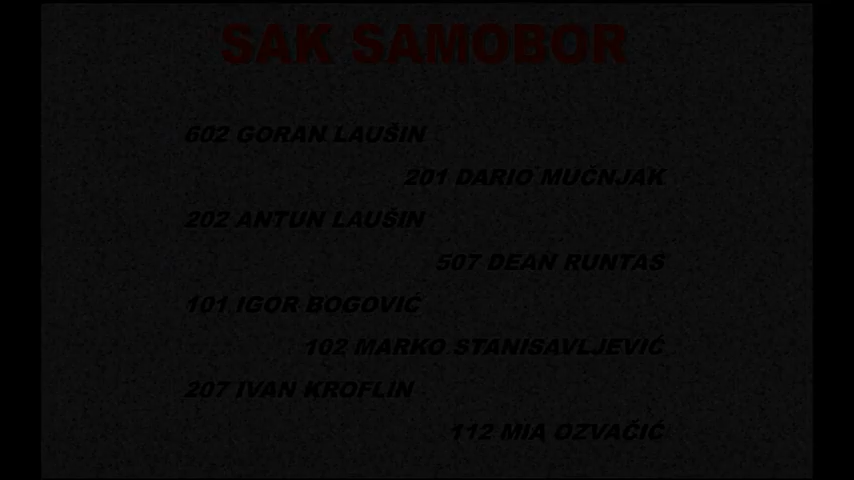 SAK SAMOBOR
602 GORAN LAUŠIN
201 DARIO MUČNJAK
202 ANTUN LAUŠIN
507 DEAN RUNTAS
101 IGOR BOGOVIĆ
102 MARKO STANISAVLJEVIĆ
207 IVAN KROFLIN
112 MIA OZVAČIĆ